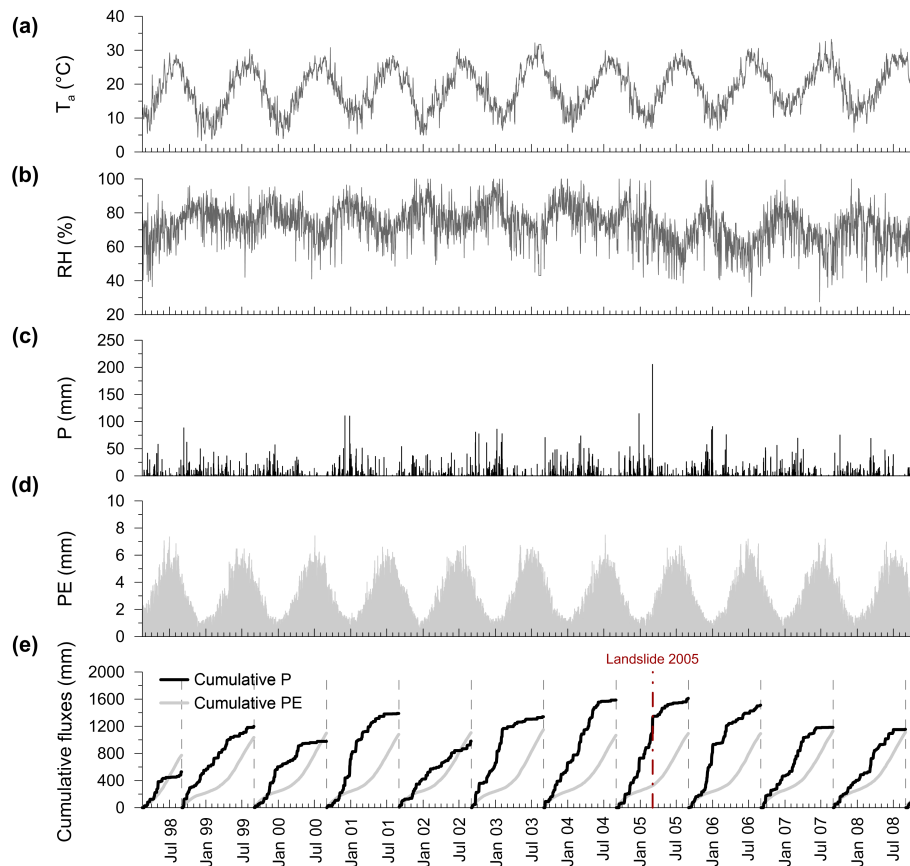 (a)
40
30
20
10
0
Ta (°C)
(b)
100
80
60
40
20
RH (%)
(c)
250
200
150
100
50
0
P (mm)
(d)
10
8
6
4
2
0
PE (mm)
(e)
Landslide 2005
2000
1600
1200
800
400
0
Cumulative fluxes (mm)
Cumulative P
Cumulative PE
Jul 98
Jan 99
Jul 99
Jan 00
Jul 00
Jan 01
Jul 01
Jan 02
Jul 02
Jan 03
Jul 03
Jan 04
Jul 04
Jan 05
Jul 05
Jan 06
Jul 06
Jan 07
Jul 07
Jan 08
Jul 08